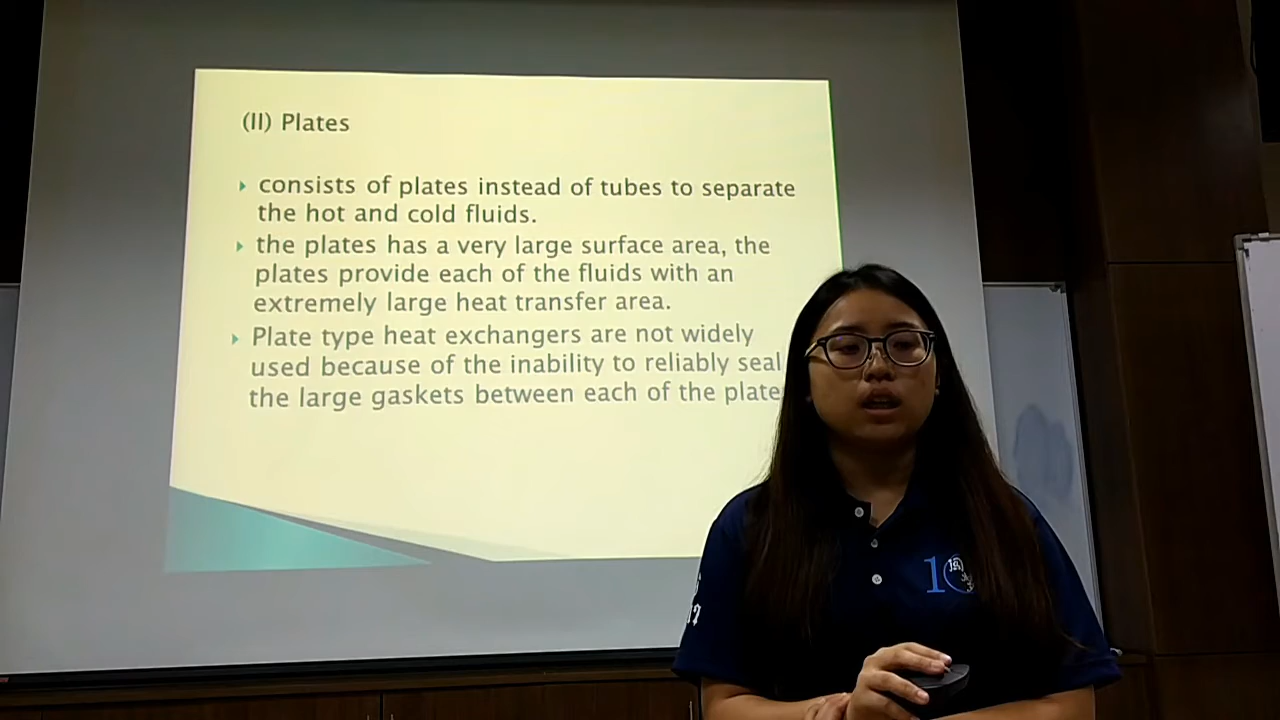 (II) Plates
consists of plates instead of tubes to separate
the hot and cold fluids.
the plates has a very large surface area, the
plates provide each of the fluids with an
extremely large heat transfer area.
Plate type heat exchangers are not widely
used because of the inability to reliably seal
the large gaskets between each of the plate
10